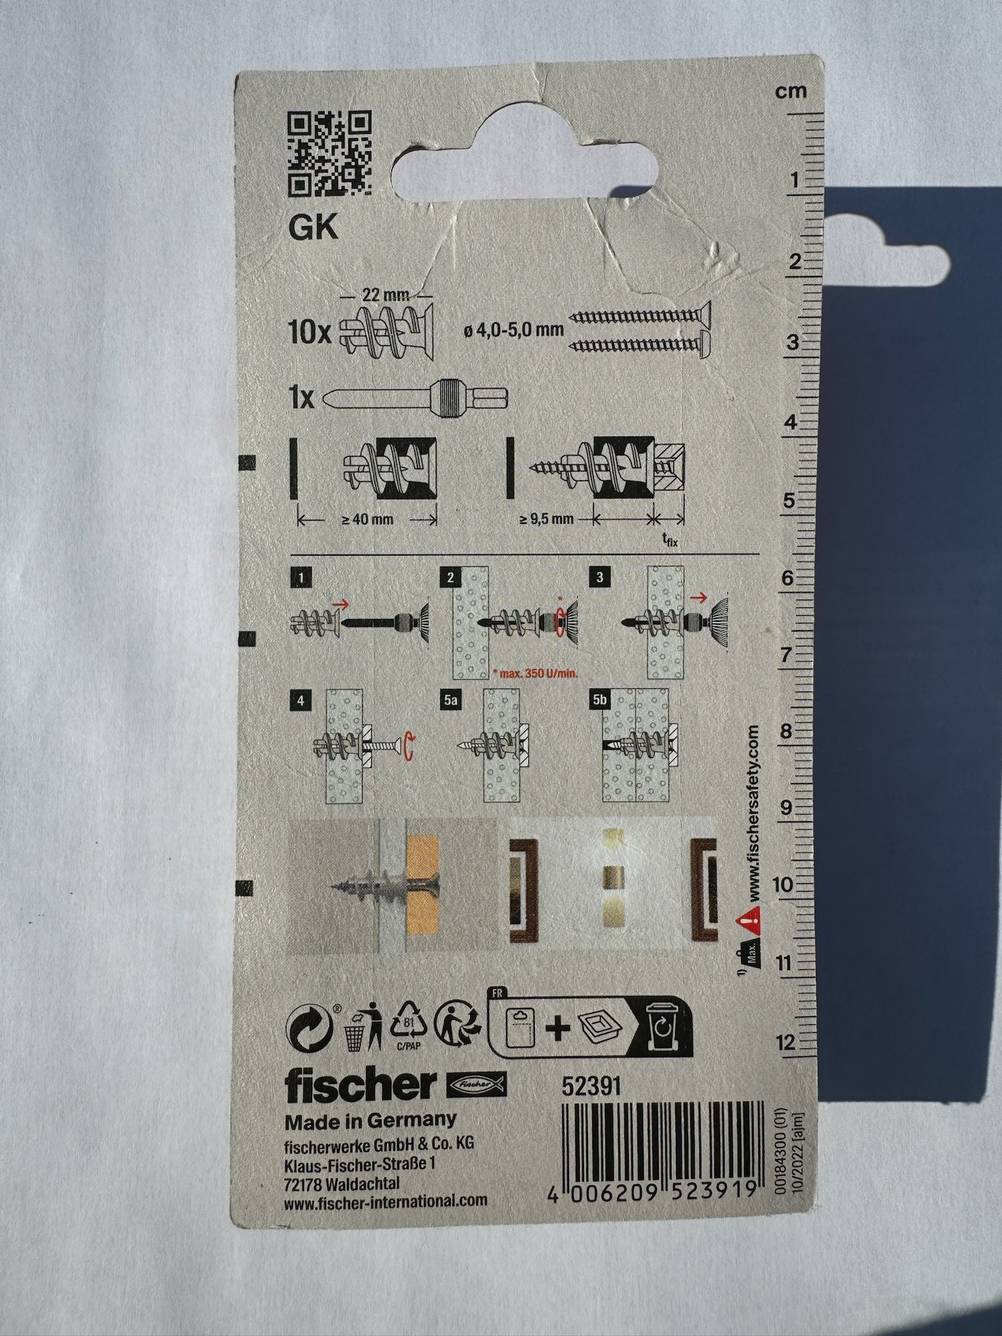 cm
GK
22 mm
10x
ø 4,0-5,0 mm
1x
≥ 40 mm
≥ 9,5 mm
tfix
1
2
3
*
* max. 350 U/min.
4
5a
5b
1
2
3
4
5
6
7
8
9
10
11
12
1) Max. www.fischersafety.com
®
81
C/PAP
FR
fischer fischer
Made in Germany
fischerwerke GmbH & Co. KG
Klaus-Fischer-Straße 1
72178 Waldachtal
www.fischer-international.com
52391
4 006209 523919
00184300 (01)
10/2022 [ajm]